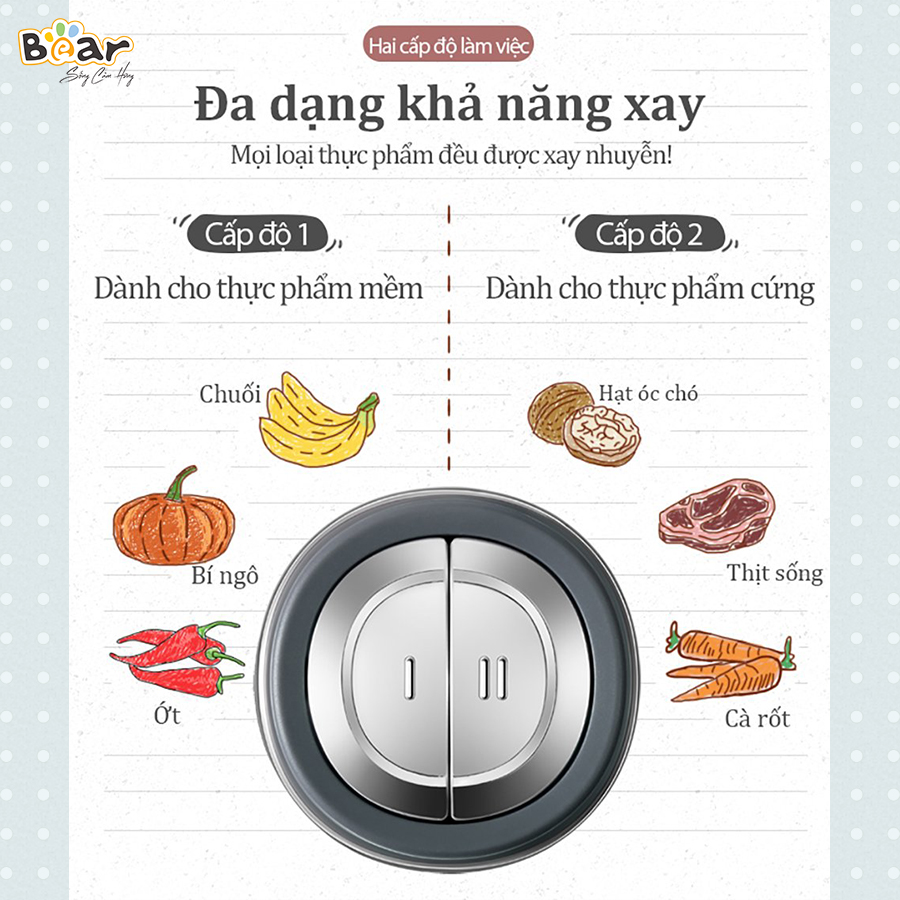 Bear
Sống Cảm Hứng
Hai cấp độ làm việc
Đa dạng khả năng xay
Mọi loại thực phẩm đều được xay nhuyễn!
Cấp độ 1
Dành cho thực phẩm mềm
Cấp độ 2
Dành cho thực phẩm cứng
Chuối
Hạt óc chó
Bí ngô
Thịt sống
Ớt
Cà rốt
I
II